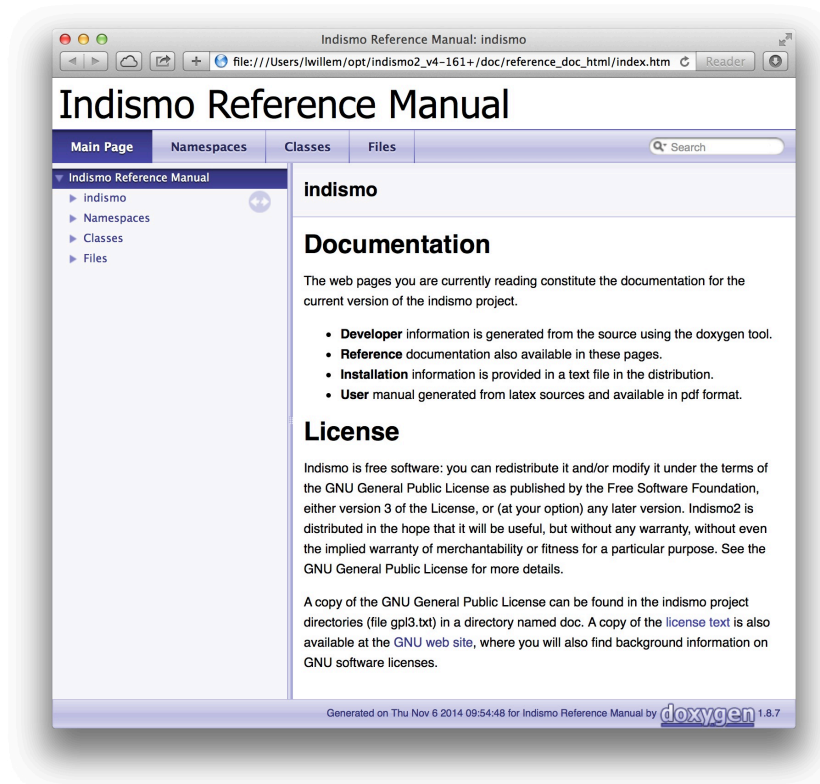 Indismo Reference Manual: indismo
file:///Users/lwillem/opt/indismo2_v4-161+/doc/reference_doc_html/index.htm
Reader
Indismo Reference Manual
Main Page
Namespaces
Classes
Files
Search
Indismo Reference Manual
indismo
Namespaces
Classes
Files
indismo
Documentation
The web pages you are currently reading constitute the documentation for the
current version of the indismo project.
• Developer information is generated from the source using the doxygen tool.
• Reference documentation also available in these pages.
• Installation information is provided in a text file in the distribution.
• User manual generated from latex sources and available in pdf format.
License
Indismo is free software: you can redistribute it and/or modify it under the terms of
the GNU General Public License as published by the Free Software Foundation,
either version 3 of the License, or (at your option) any later version. Indismo2 is
distributed in the hope that it will be useful, but without any warranty, without even
the implied warranty of merchantability or fitness for a particular purpose. See the
GNU General Public License for more details.
A copy of the GNU General Public License can be found in the indismo project
directories (file gpl3.txt) in a directory named doc. A copy of the license text is also
available at the GNU web site, where you will also find background information on
GNU software licenses.
Generated on Thu Nov 6 2014 09:54:48 for Indismo Reference Manual by doxygen 1.8.7